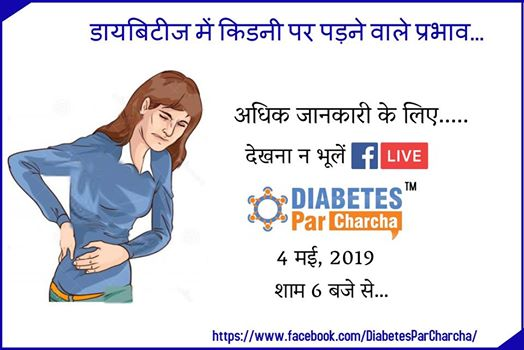 डायबिटीज में किडनी पर पड़ने वाले प्रभाव...
अधिक जानकारी के लिए.....
देखना न भूलें f LIVE
DIABETES™
Par Charcha
4 मई, 2019
शाम 6 बजे से...
https://www.facebook.com/DiabetesParCharcha/